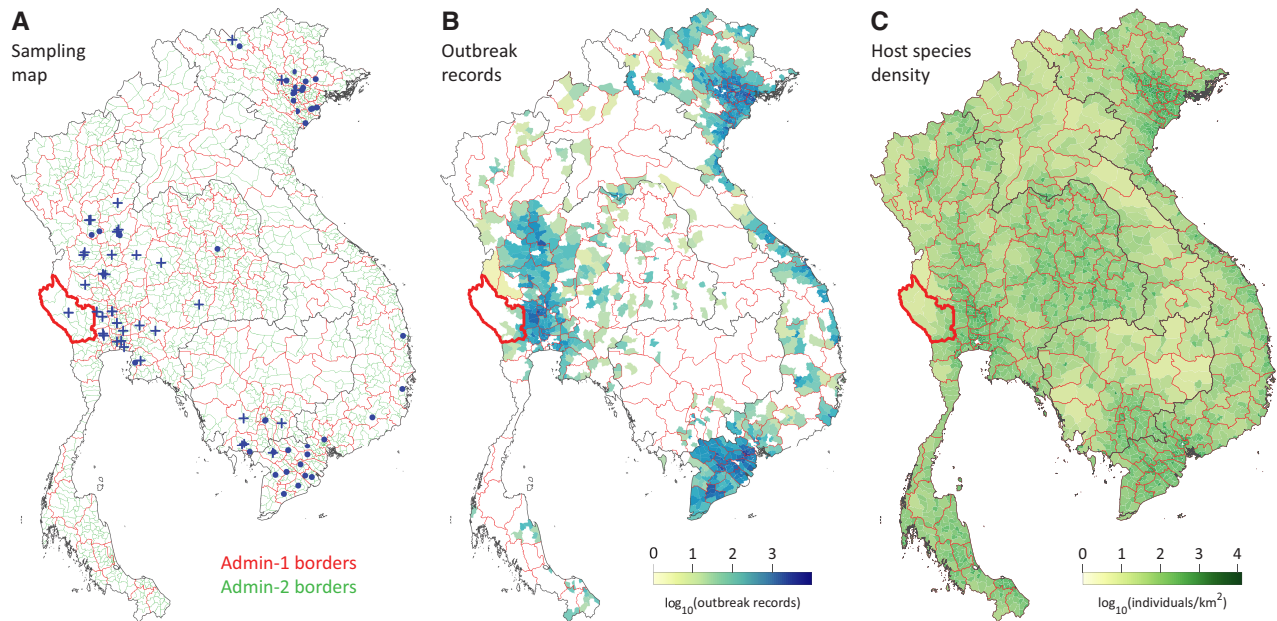 A
Sampling
map
Admin-1 borders
Admin-2 borders
B
Outbreak
records
0 1 2 3
log₁₀(outbreak records)
C
Host species
density
0 1 2 3 4
log₁₀(individuals/km²)